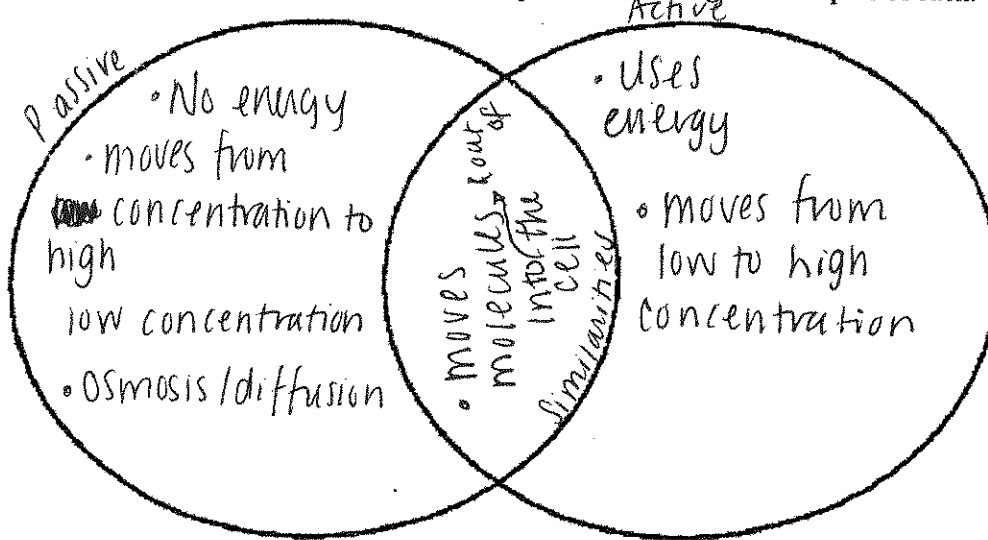 Passive
• No energy
• moves from
concentration to
high
low concentration
• Osmosis/diffusion
• moves
molecules
into the
cell
& out of
Similarities
Active
• Uses
energy
• moves from
low to high
concentration